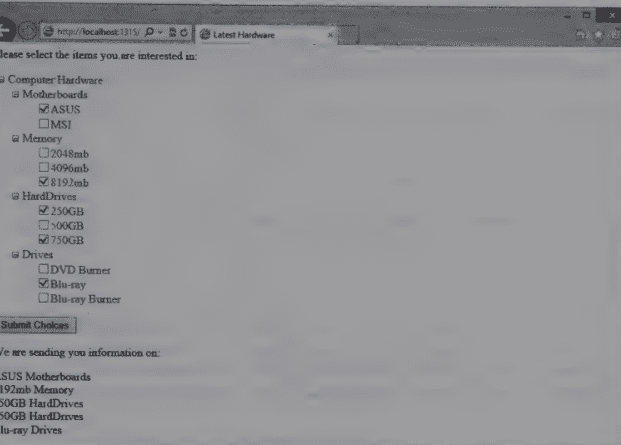 http://localhost:1315/
Latest Hardware
lease select the items you are interested in:
Computer Hardware
Motherboards
ASUS
MSI
Memory
2048mb
4096mb
8192mb
HardDrives
250GB
500GB
750GB
Drives
DVD Burner
Blu-ray
Blu-ray Burner
Submit Choices
e are sending you information on:
SUS Motherboards
192mb Memory
50GB HardDrives
50GB HardDrives
lu-ray Drives